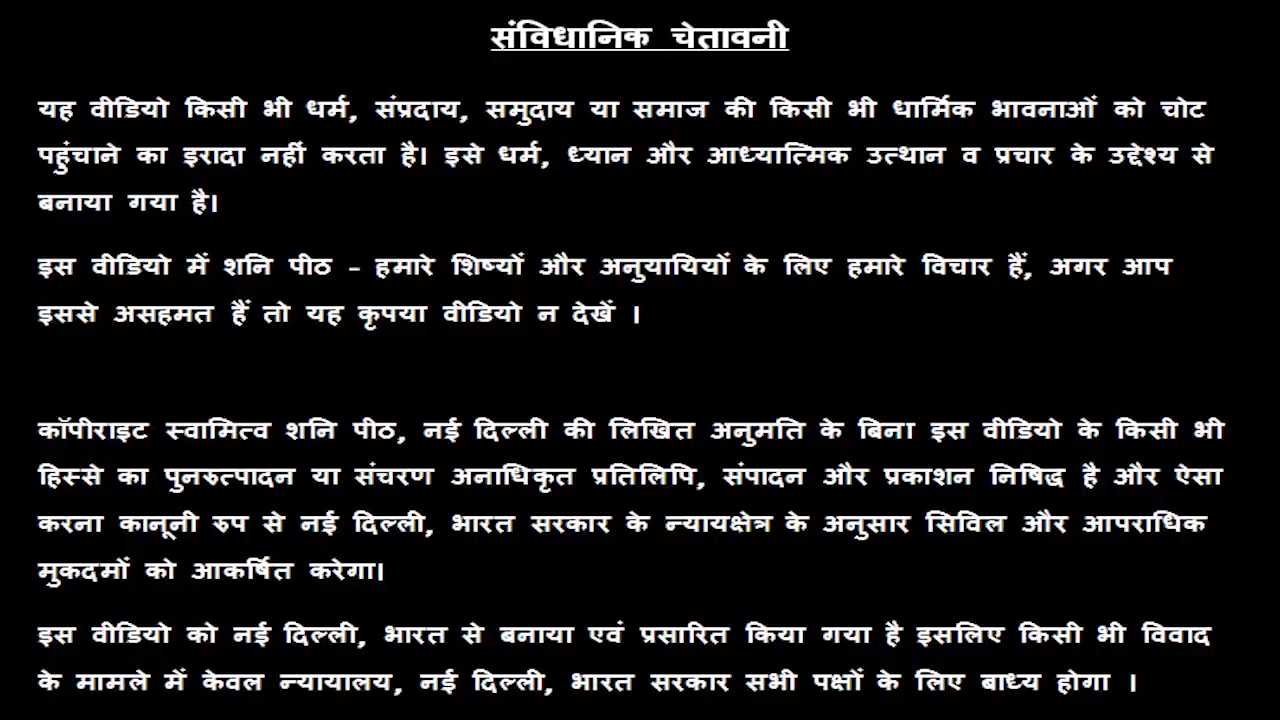 संविधानिक चेतावनी
यह वीडियो किसी भी धर्म, संप्रदाय, समुदाय या समाज की किसी भी धार्मिक भावनाओं को चोट
पहुंचाने का इरादा नहीं करता है। इसे धर्म, ध्यान और आध्यात्मिक उत्थान व प्रचार के उद्देश्य से
बनाया गया है।
इस वीडियो में शनि पीठ – हमारे शिष्यों और अनुयायियों के लिए हमारे विचार हैं, अगर आप
इससे असहमत हैं तो यह कृपया वीडियो न देखें ।
कॉपीराइट स्वामित्व शनि पीठ, नई दिल्ली की लिखित अनुमति के बिना इस वीडियो के किसी भी
हिस्से का पुनरुत्पादन या संचरण अनाधिकृत प्रतिलिपि, संपादन और प्रकाशन निषिद्ध है और ऐसा
करना कानूनी रुप से नई दिल्ली, भारत सरकार के न्यायक्षेत्र के अनुसार सिविल और आपराधिक
मुकदमों को आकर्षित करेगा।
इस वीडियो को नई दिल्ली, भारत से बनाया एवं प्रसारित किया गया है इसलिए किसी भी विवाद
के मामले में केवल न्यायालय, नई दिल्ली, भारत सरकार सभी पक्षों के लिए बाध्य होगा ।